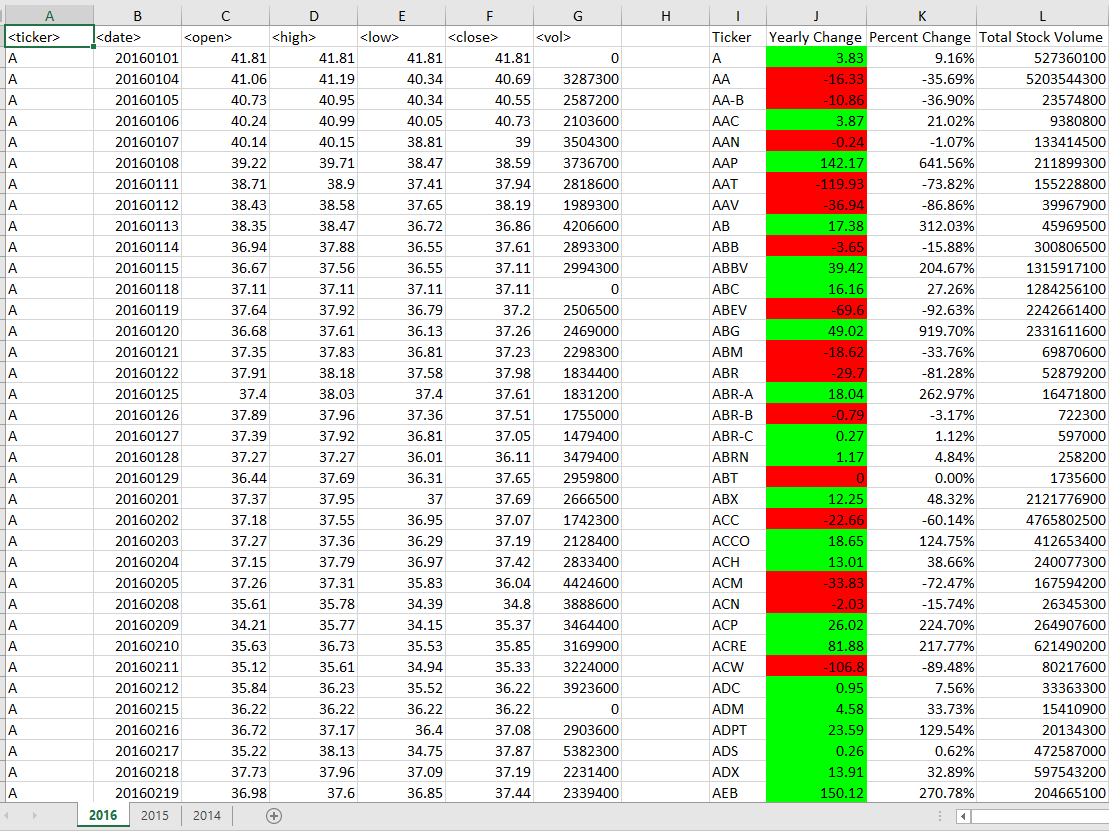 A B C D E F G H I J K L
<ticker> <date> <open> <high> <low> <close> <vol> Ticker Yearly Change Percent Change Total Stock Volume
A 20160101 41.81 41.81 41.81 41.81 0 A 3.83 9.16% 527360100
A 20160104 41.06 41.19 40.34 40.69 3287300 AA -16.33 -35.69% 5203544300
A 20160105 40.73 40.95 40.34 40.55 2587200 AA-B -10.86 -36.90% 23574800
A 20160106 40.24 40.99 40.05 40.73 2103600 AAC 3.87 21.02% 9380800
A 20160107 40.14 40.15 38.81 39 3504300 AAN -0.24 -1.07% 133414500
A 20160108 39.22 39.71 38.47 38.59 3736700 AAP 142.17 641.56% 211899300
A 20160111 38.71 38.9 37.41 37.94 2818600 AAT -119.93 -73.82% 155228800
A 20160112 38.43 38.58 37.65 38.19 1989300 AAV -36.94 -86.86% 39967900
A 20160113 38.35 38.47 36.72 36.86 4206600 AB 17.38 312.03% 45969500
A 20160114 36.94 37.88 36.55 37.61 2893300 ABB -3.65 -15.88% 300806500
A 20160115 36.67 37.56 36.55 37.11 2994300 ABBV 39.42 204.67% 1315917100
A 20160118 37.11 37.11 37.11 37.11 0 ABC 16.16 27.26% 1284256100
A 20160119 37.64 37.92 36.79 37.2 2506500 ABEV -69.6 -92.63% 2242661400
A 20160120 36.68 37.61 36.13 37.26 2469000 ABG 49.02 919.70% 2331611600
A 20160121 37.35 37.83 36.81 37.23 2298300 ABM -18.62 -33.76% 69870600
A 20160122 37.91 38.18 37.58 37.98 1834400 ABR -29.7 -81.28% 52879200
A 20160125 37.4 38.03 37.4 37.61 1831200 ABR-A 18.04 262.97% 16471800
A 20160126 37.89 37.96 37.36 37.51 1755000 ABR-B -0.79 -3.17% 722300
A 20160127 37.39 37.92 36.81 37.05 1479400 ABR-C 0.27 1.12% 597000
A 20160128 37.27 37.27 36.01 36.11 3479400 ABRN 1.17 4.84% 258200
A 20160129 36.44 37.69 36.31 37.65 2959800 ABT 0 0.00% 1735600
A 20160201 37.37 37.95 37 37.69 2666500 ABX 12.25 48.32% 2121776900
A 20160202 37.18 37.55 36.95 37.07 1742300 ACC -22.66 -60.14% 4765802500
A 20160203 37.27 37.36 36.29 37.19 2128400 ACCO 18.65 124.75% 412653400
A 20160204 37.15 37.79 36.97 37.42 2833400 ACH 13.01 38.66% 240077300
A 20160205 37.26 37.31 35.83 36.04 4424600 ACM -33.83 -72.47% 167594200
A 20160208 35.61 35.78 34.39 34.8 3888600 ACN -2.03 -15.74% 26345300
A 20160209 34.21 35.77 34.15 35.37 3464400 ACP 26.02 224.70% 264907600
A 20160210 35.63 36.73 35.53 35.85 3169900 ACRE 81.88 217.77% 621490200
A 20160211 35.12 35.61 34.94 35.33 3224000 ACW -106.8 -89.48% 80217600
A 20160212 35.84 36.23 35.52 36.22 3923600 ADC 0.95 7.56% 33363300
A 20160215 36.22 36.22 36.22 36.22 0 ADM 4.58 33.73% 15410900
A 20160216 36.72 37.17 36.4 37.08 2903600 ADPT 23.59 129.54% 20134300
A 20160217 35.22 38.13 34.75 37.87 5382300 ADS 0.26 0.62% 472587000
A 20160218 37.73 37.96 37.09 37.19 2231400 ADX 13.91 32.89% 597543200
A 20160219 36.98 37.6 36.85 37.44 2339400 AEB 150.12 270.78% 204665100
2016 2015 2014